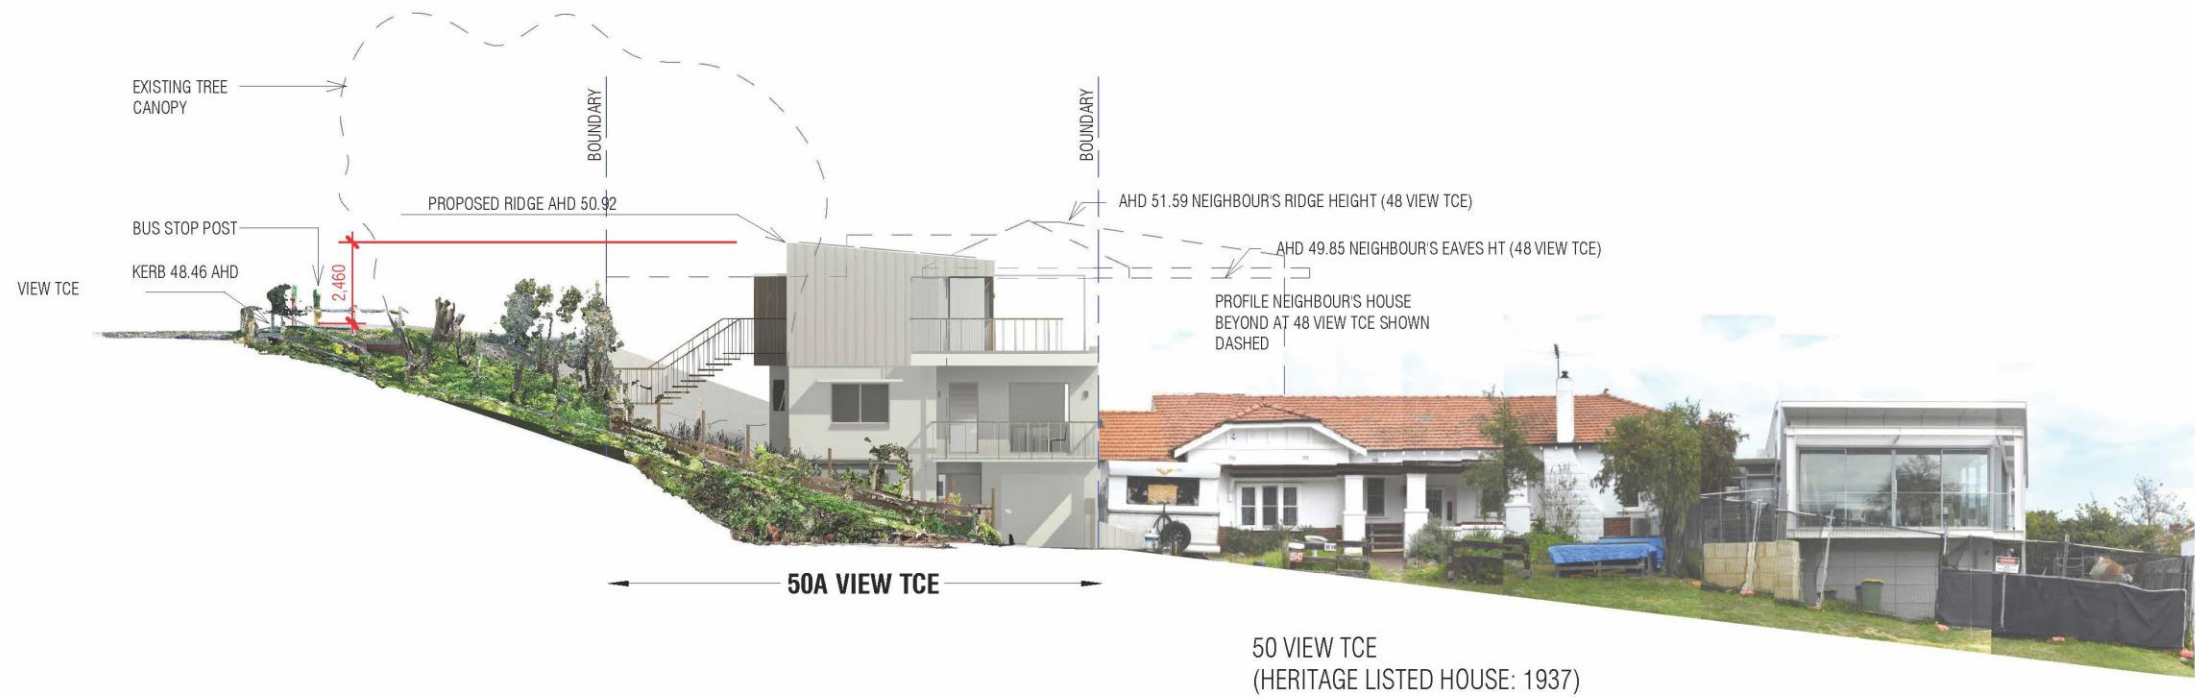 EXISTING TREE
CANOPY
BOUNDARY
BOUNDARY
PROPOSED RIDGE AHD 50.92
AHD 51.59 NEIGHBOUR'S RIDGE HEIGHT (48 VIEW TCE)
BUS STOP POST
AHD 49.85 NEIGHBOUR'S EAVES HT (48 VIEW TCE)
KERB 48.46 AHD
VIEW TCE
2,460
PROFILE NEIGHBOUR'S HOUSE
BEYOND AT 48 VIEW TCE SHOWN
DASHED
50A VIEW TCE
50 VIEW TCE
(HERITAGE LISTED HOUSE: 1937)